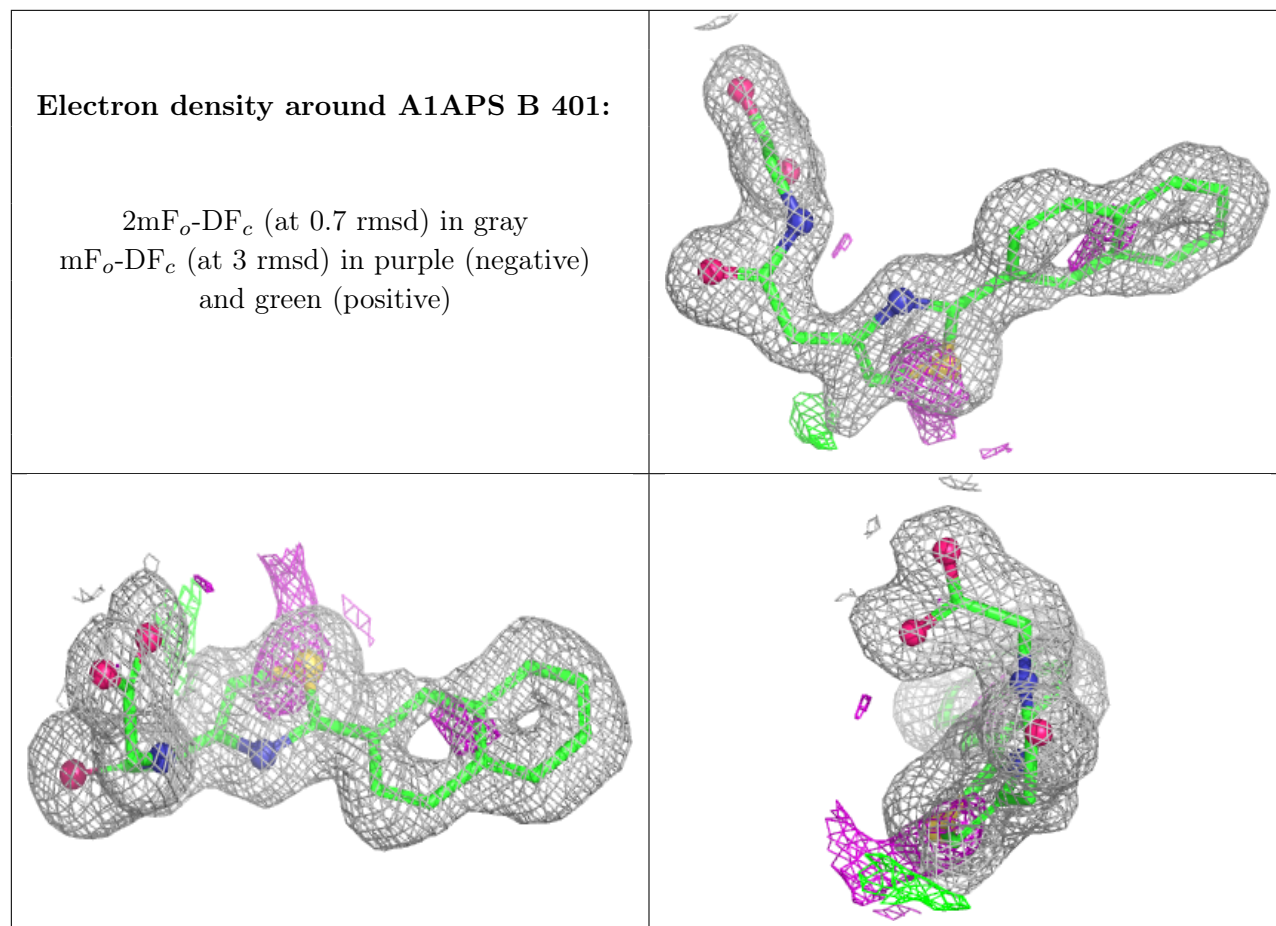 Electron density around A1APS B 401:
2mFo-DFc (at 0.7 rmsd) in gray
mFo-DFc (at 3 rmsd) in purple (negative)
and green (positive)